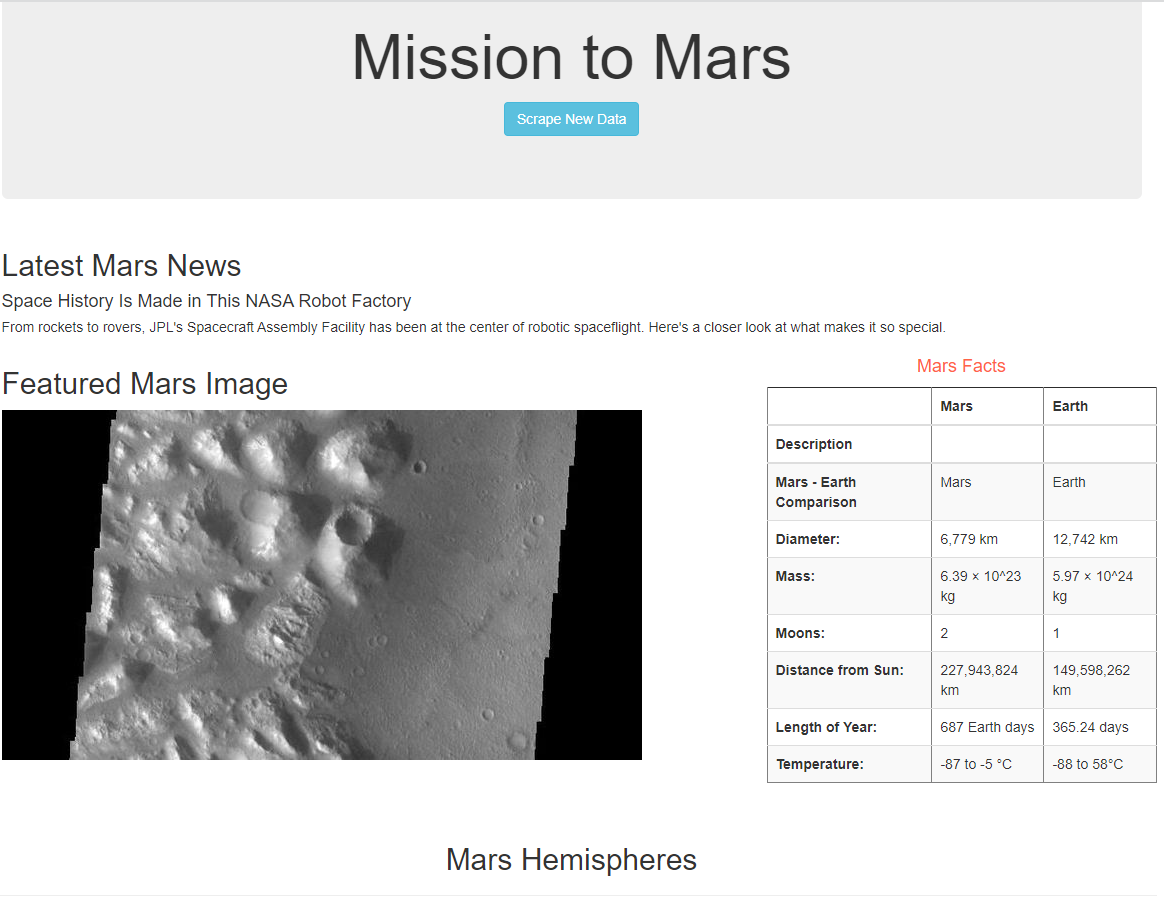 Mission to Mars
Scrape New Data
Latest Mars News
Space History Is Made in This NASA Robot Factory
From rockets to rovers, JPL's Spacecraft Assembly Facility has been at the center of robotic spaceflight. Here's a closer look at what makes it so special.
Featured Mars Image
Mars Facts
Mars Earth
Description
Mars - Earth Comparison Mars Earth
Diameter: 6,779 km 12,742 km
Mass: 6.39 × 10^23 kg 5.97 × 10^24 kg
Moons: 2 1
Distance from Sun: 227,943,824 km 149,598,262 km
Length of Year: 687 Earth days 365.24 days
Temperature: -87 to -5 °C -88 to 58°C
Mars Hemispheres